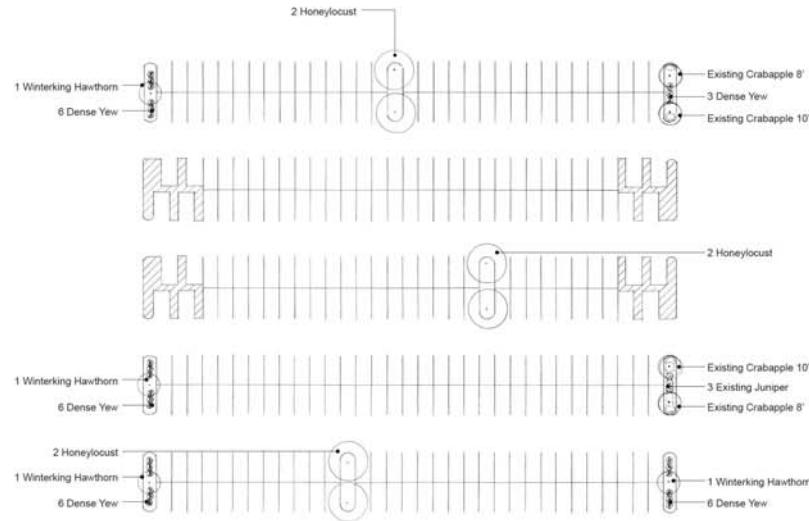 2 Honeylocust
1 Winterking Hawthorn
6 Dense Yew
Existing Crabapple 8'
3 Dense Yew
Existing Crabapple 10'
2 Honeylocust
1 Winterking Hawthorn
6 Dense Yew
Existing Crabapple 10'
3 Existing Juniper
Existing Crabapple 8'
2 Honeylocust
1 Winterking Hawthorn
6 Dense Yew
1 Winterking Hawthorn
6 Dense Yew